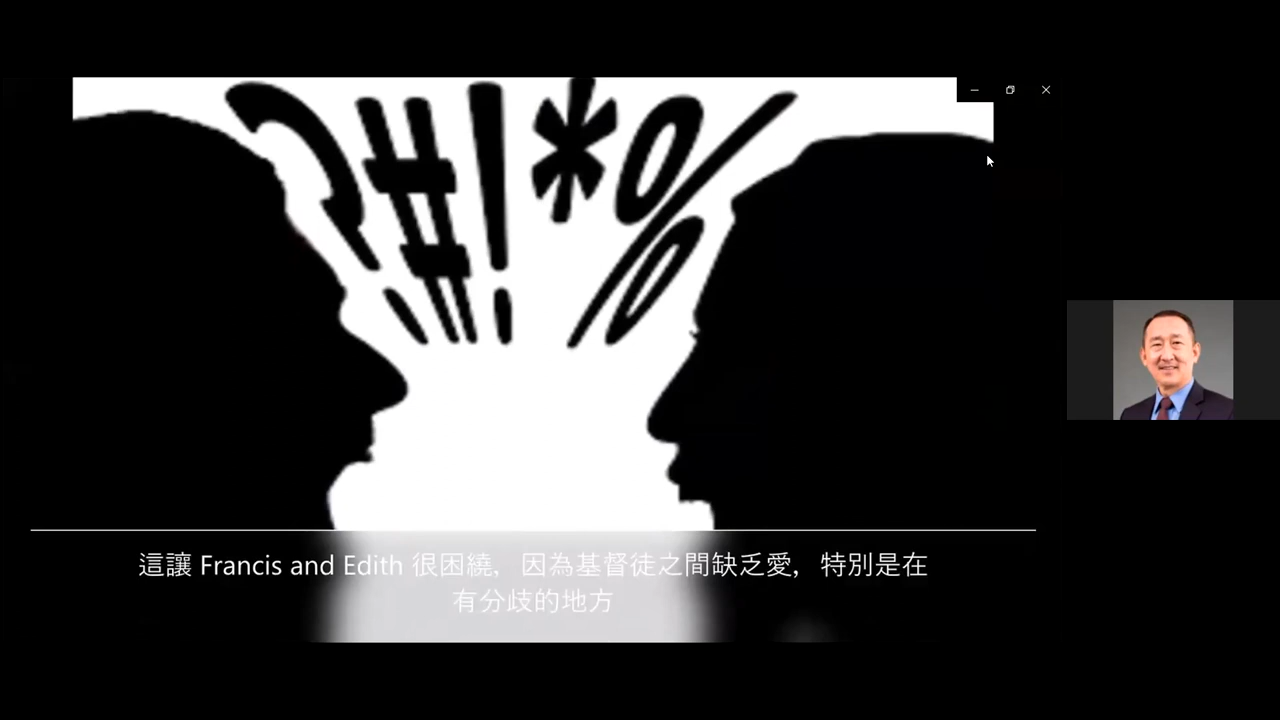 ?#!*%
這讓 Francis and Edith 很困繞, 因為基督徒之間缺乏愛, 特別是在
有分歧的地方